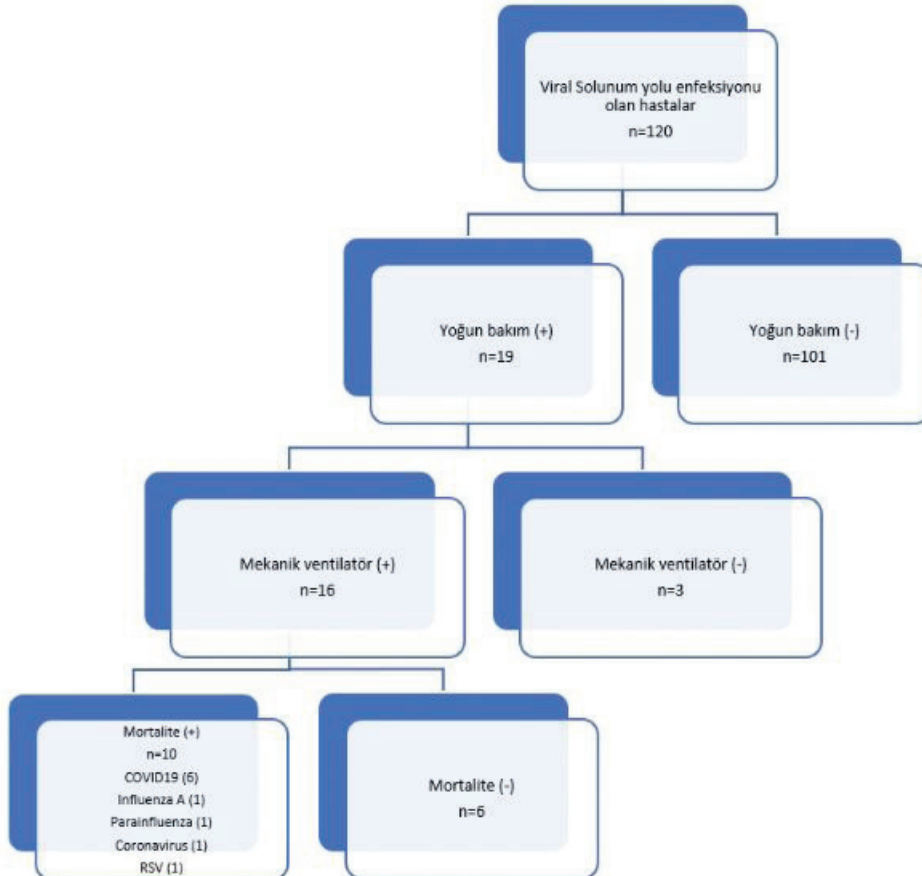 Viral Solunum yolu enfeksiyonu
olan hastalar
n=120
Yoğun bakım (+)
n=19
Yoğun bakım (-)
n=101
Mekanik ventilatör (+)
n=16
Mekanik ventilatör (-)
n=3
Mortalite (+)
n=10
COVID19 (6)
Influenza A (1)
Parainfluenza (1)
Coronavirus (1)
RSV (1)
Mortalite (-)
n=6